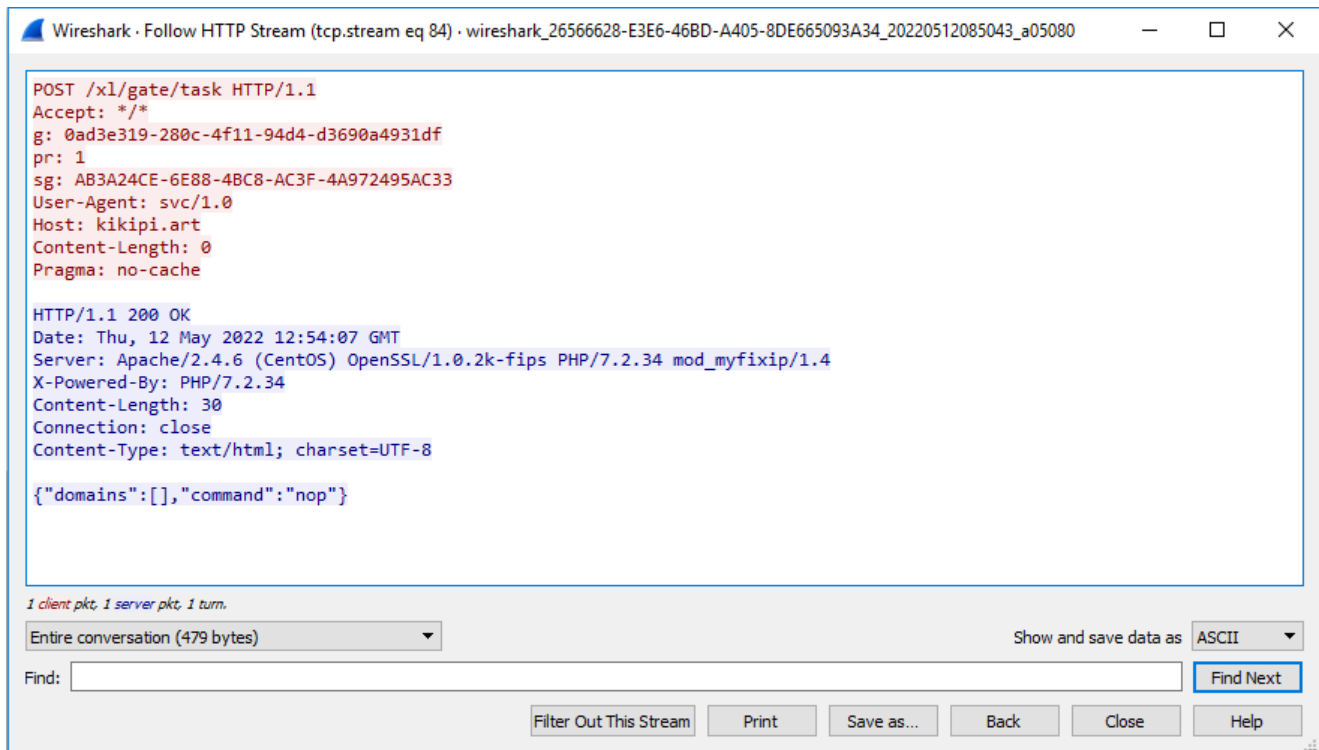 Wireshark · Follow HTTP Stream (tcp.stream eq 84) · wireshark_26566628-E3E6-46BD-A405-8DE665093A34_20220512085043_a05080
POST /xl/gate/task HTTP/1.1
Accept: */*
g: 0ad3e319-280c-4f11-94d4-d3690a4931df
pr: 1
sg: AB3A24CE-6E88-4BC8-AC3F-4A972495AC33
User-Agent: svc/1.0
Host: kikipi.art
Content-Length: 0
Pragma: no-cache
HTTP/1.1 200 OK
Date: Thu, 12 May 2022 12:54:07 GMT
Server: Apache/2.4.6 (CentOS) OpenSSL/1.0.2k-fips PHP/7.2.34 mod_myfixip/1.4
X-Powered-By: PHP/7.2.34
Content-Length: 30
Connection: close
Content-Type: text/html; charset=UTF-8
{"domains":[],"command":"nop"}
1 client pkt, 1 server pkt, 1 turn.
Entire conversation (479 bytes) Show and save data as ASCII
Find: Find Next
Filter Out This Stream Print Save as... Back Close Help